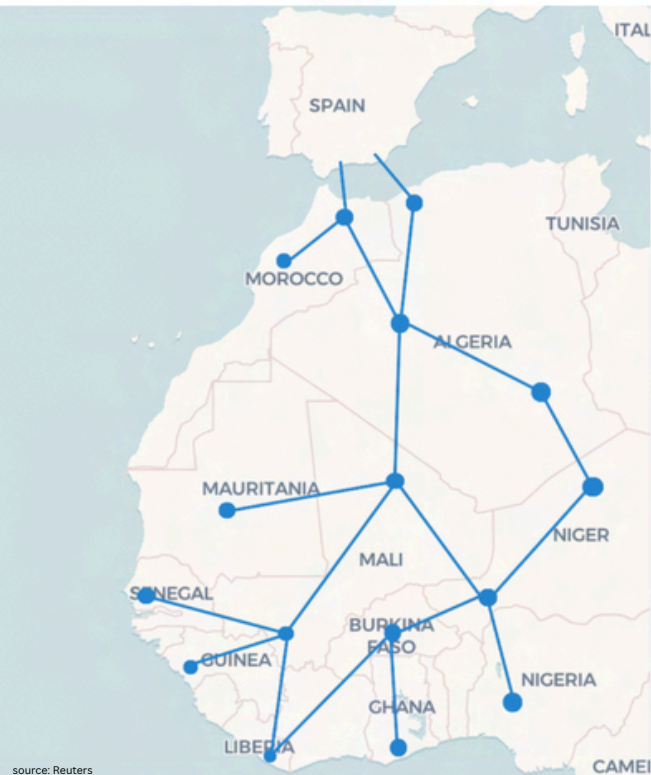 ITAL
SPAIN
TUNISIA
MOROCCO
ALGERIA
MAURITANIA
NIGER
MALI
SENEGAL
BURKINA
FASO
GUINEA
NIGERIA
GHANA
LIBERIA
CAMEI
source: Reuters